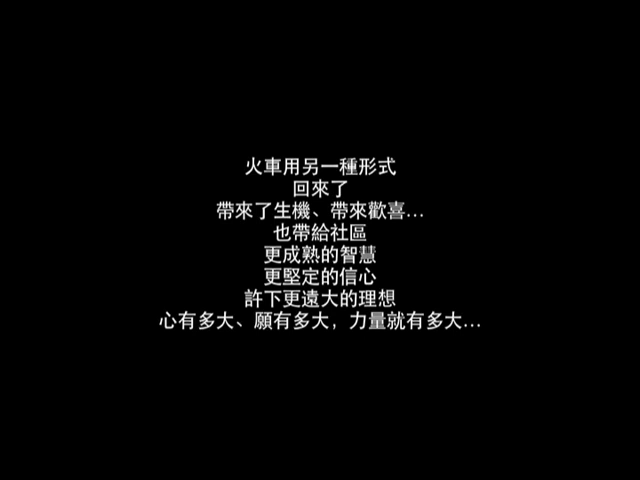 火車用另一種形式
回來了
帶來了生機、帶來歡喜...
也帶給社區
更成熟的智慧
更堅定的信心
許下更遠大的理想
心有多大、願有多大，力量就有多大...